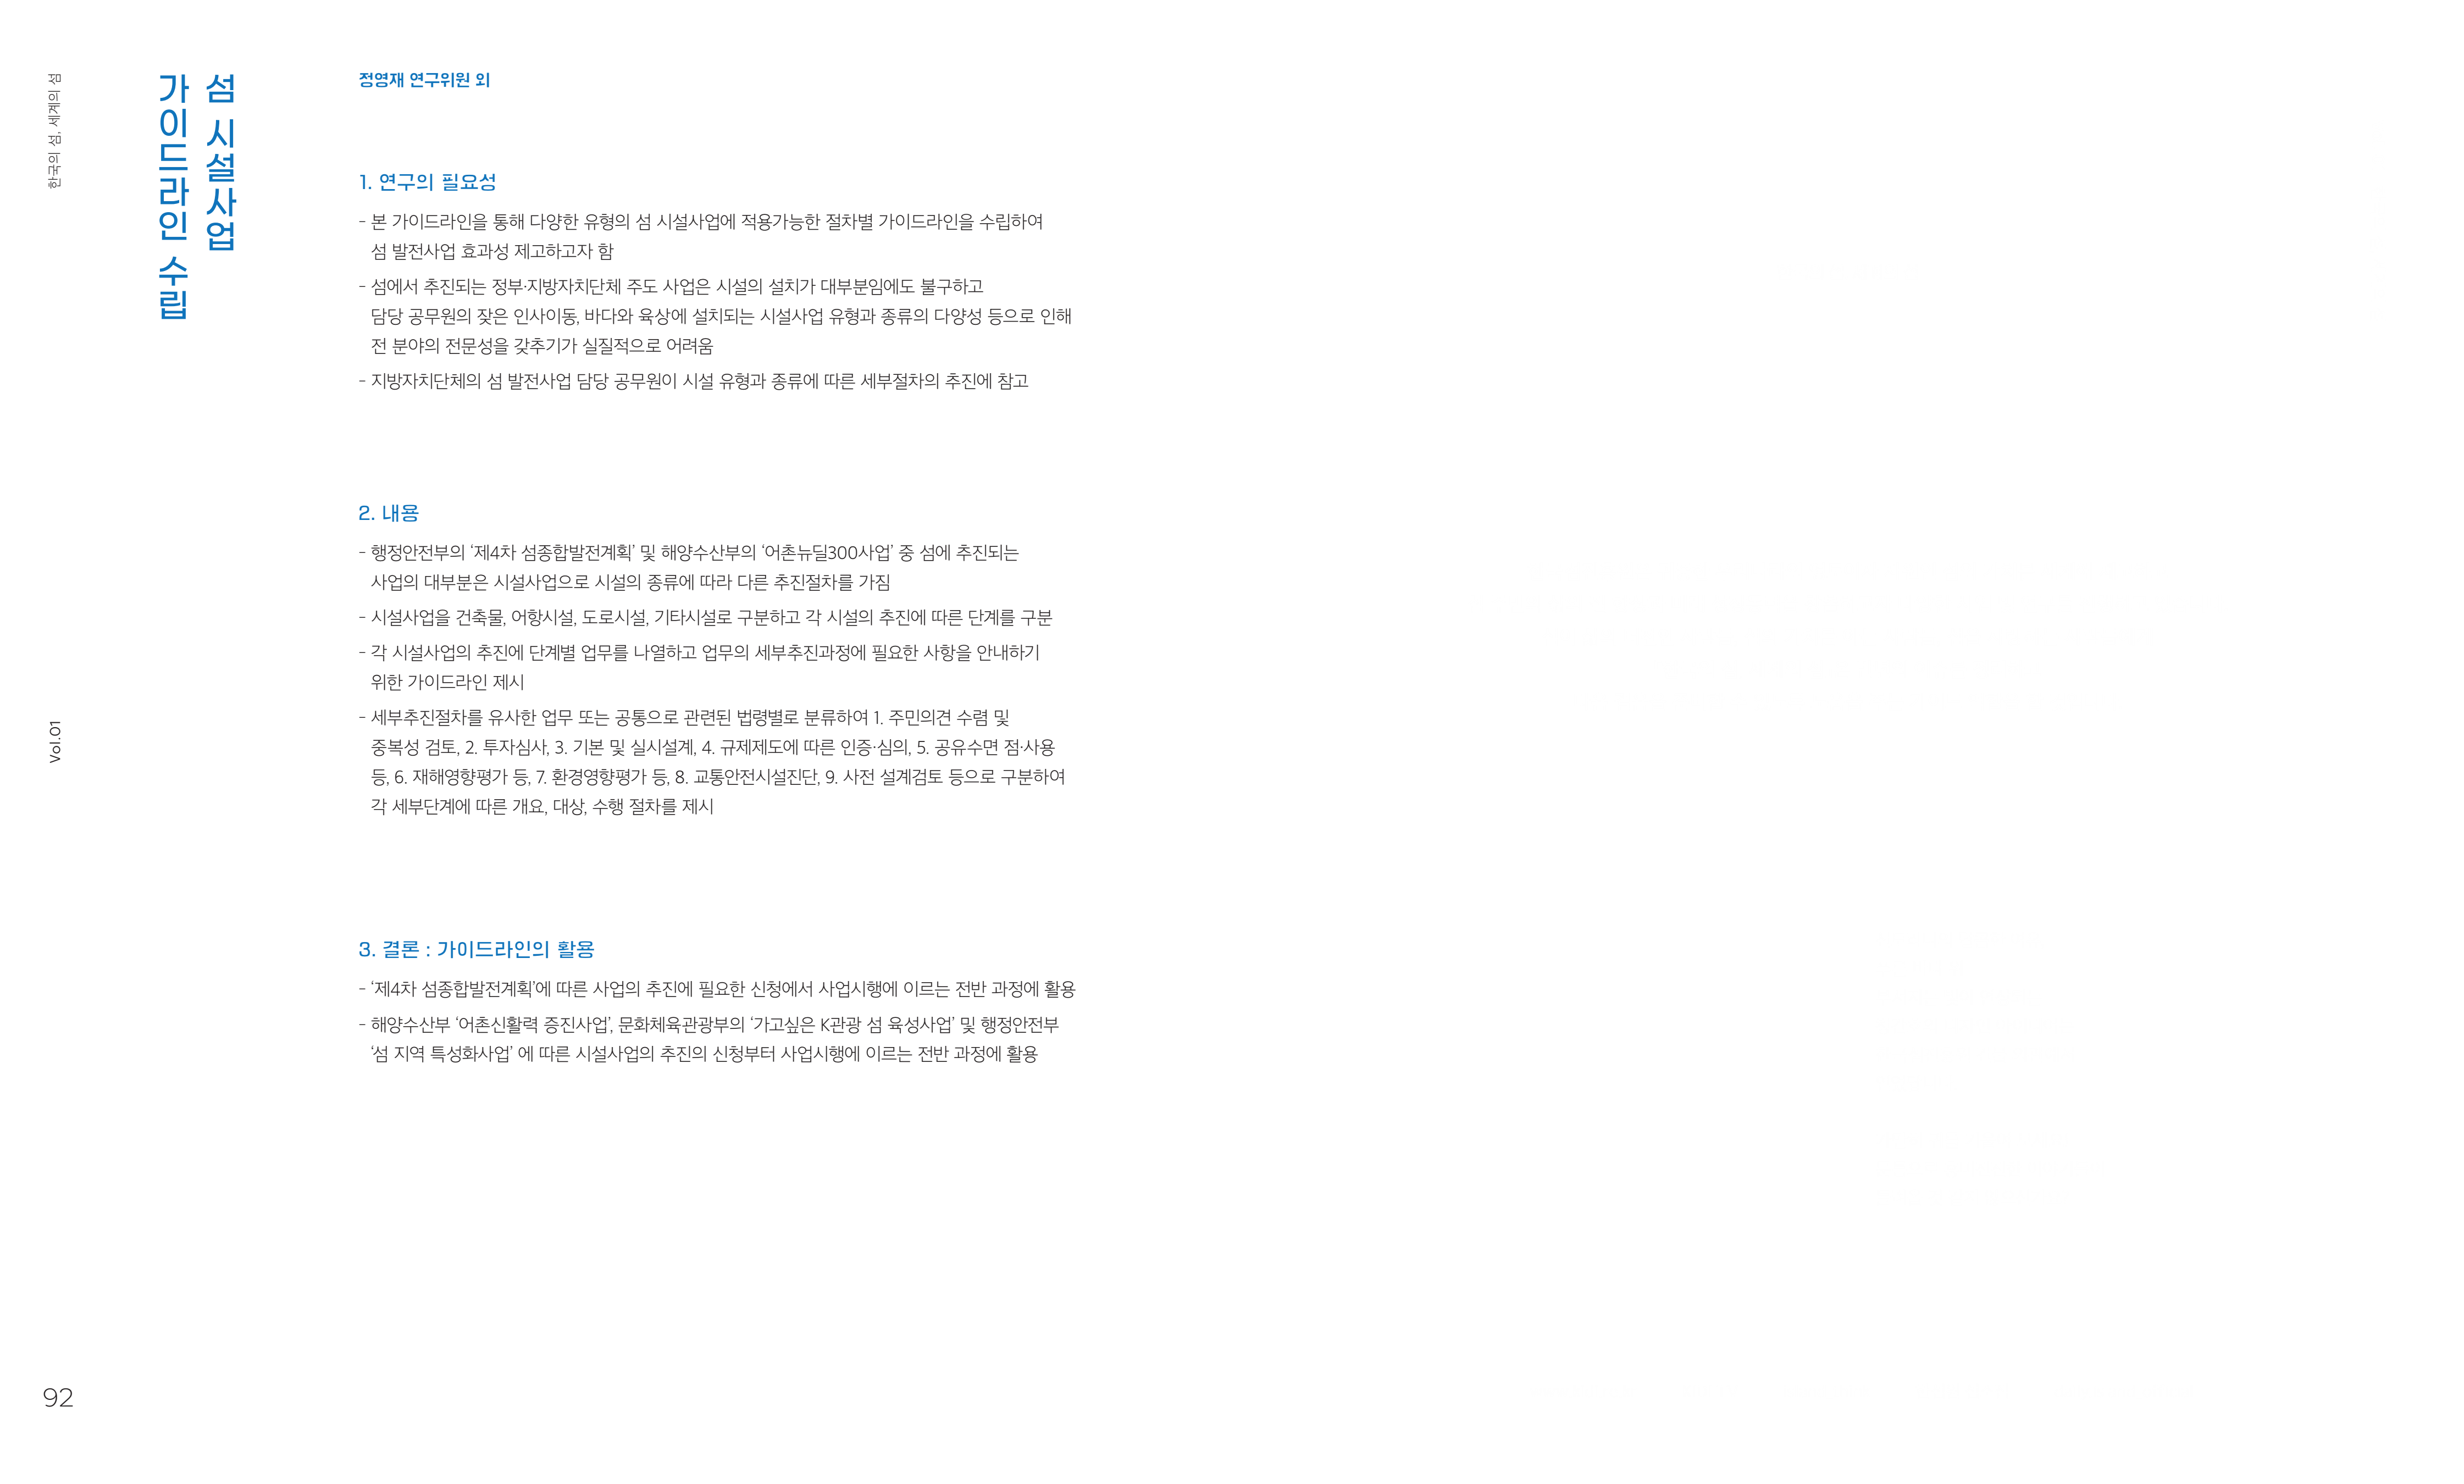 한국의 섬, 세계의 섬
Vol.01
92
섬 시설사업
가이드라인 수립
정영재 연구위원 외
1. 연구의 필요성
- 본 가이드라인을 통해 다양한 유형의 섬 시설사업에 적용가능한 절차별 가이드라인을 수립하여
섬 발전사업 효과성 제고하고자 함
- 섬에서 추진되는 정부·지방자치단체 주도 사업은 시설의 설치가 대부분임에도 불구하고
담당 공무원의 잦은 인사이동, 바다와 육상에 설치되는 시설사업 유형과 종류의 다양성 등으로 인해
전 분야의 전문성을 갖추기가 실질적으로 어려움
- 지방자치단체의 섬 발전사업 담당 공무원이 시설 유형과 종류에 따른 세부절차의 추진에 참고
2. 내용
- 행정안전부의 ‘제4차 섬종합발전계획’ 및 해양수산부의 ‘어촌뉴딜300사업’ 중 섬에 추진되는
사업의 대부분은 시설사업으로 시설의 종류에 따라 다른 추진절차를 가짐
- 시설사업을 건축물, 어항시설, 도로시설, 기타시설로 구분하고 각 시설의 추진에 따른 단계를 구분
- 각 시설사업의 추진에 단계별 업무를 나열하고 업무의 세부추진과정에 필요한 사항을 안내하기
위한 가이드라인 제시
- 세부추진절차를 유사한 업무 또는 공통으로 관련된 법령별로 분류하여 1. 주민의견 수렴 및
중복성 검토, 2. 투자심사, 3. 기본 및 실시설계, 4. 규제제도에 따른 인증·심의, 5. 공유수면 점·사용
등, 6. 재해영향평가 등, 7. 환경영향평가 등, 8. 교통안전시설진단, 9. 사전 설계검토 등으로 구분하여
각 세부단계에 따른 개요, 대상, 수행 절차를 제시
3. 결론 : 가이드라인의 활용
- ‘제4차 섬종합발전계획’에 따른 사업의 추진에 필요한 신청에서 사업시행에 이르는 전반 과정에 활용
- 해양수산부 ‘어촌신활력 증진사업’, 문화체육관광부의 ‘가고싶은 K관광 섬 육성사업’ 및 행정안전부
‘섬 지역 특성화사업’ 에 따른 시설사업의 추진의 신청부터 사업시행에 이르는 전반 과정에 활용